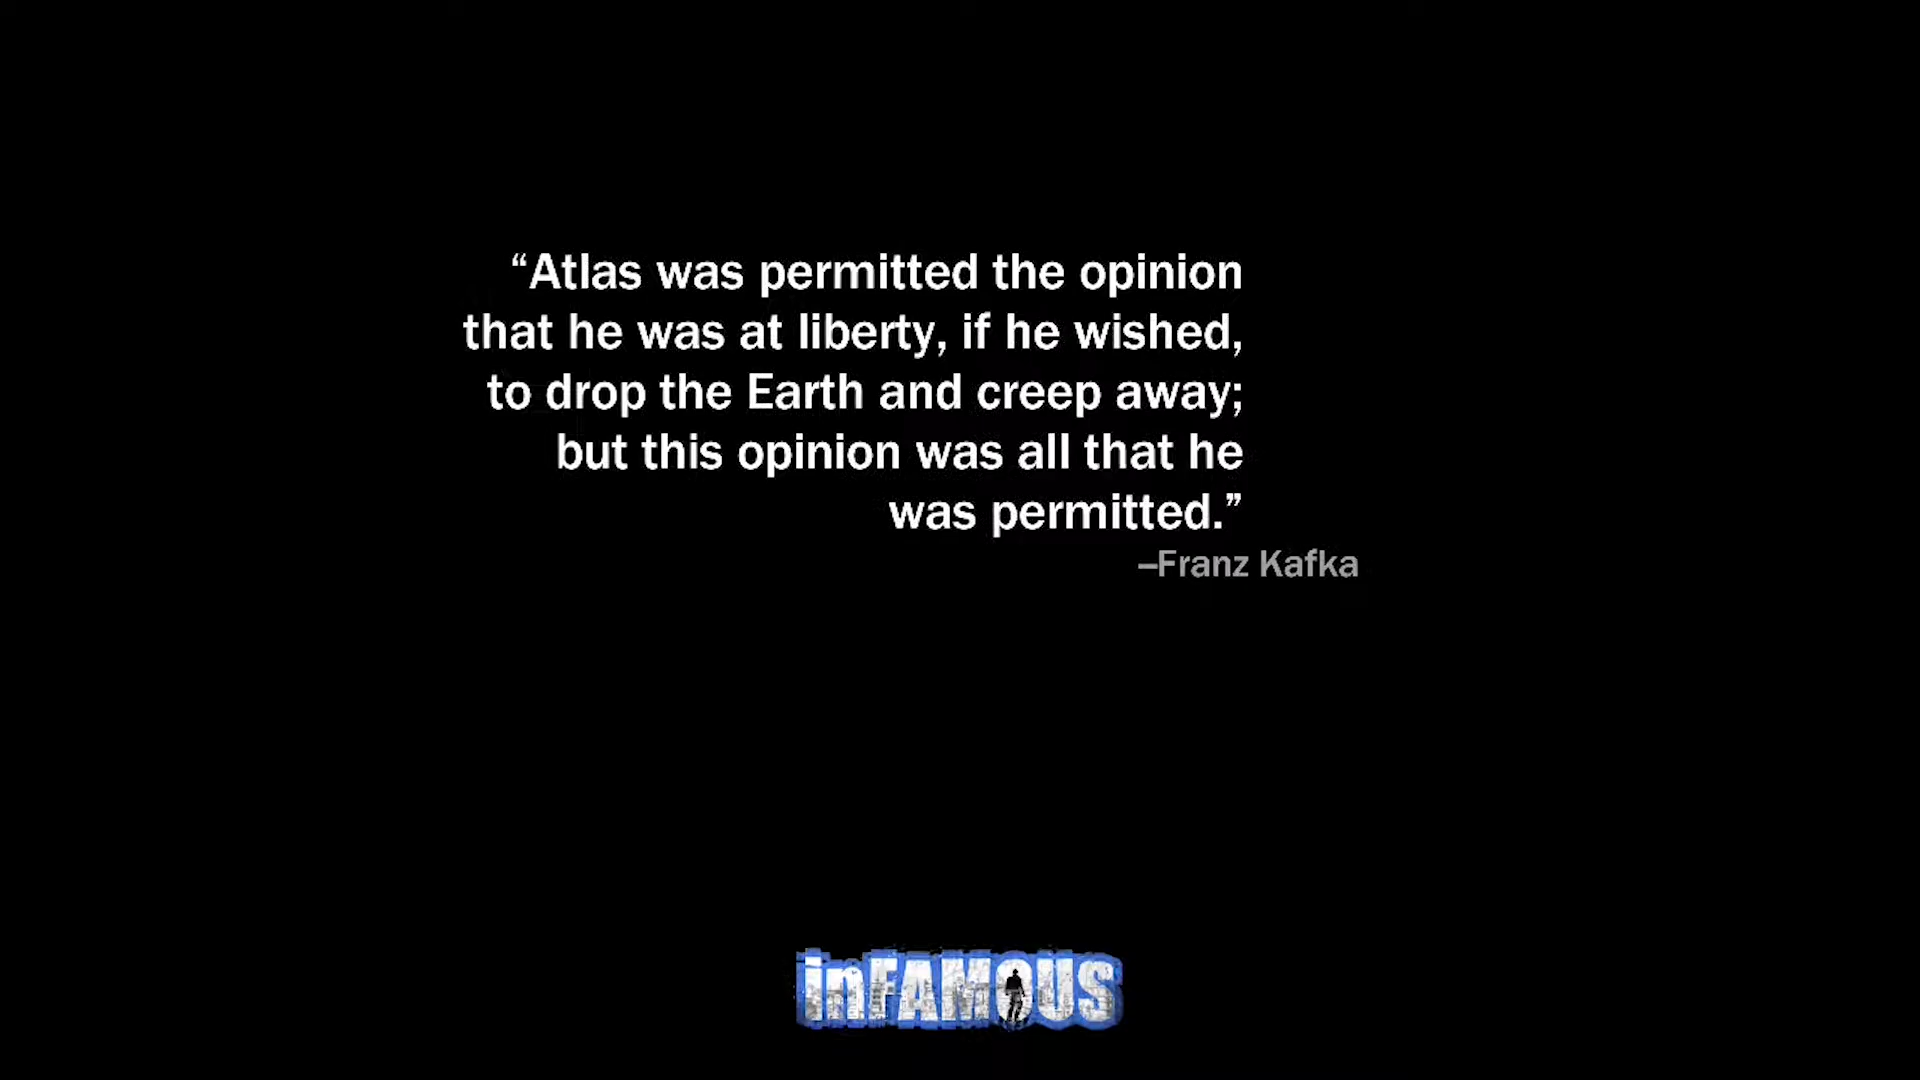 “Atlas was permitted the opinion
that he was at liberty, if he wished,
to drop the Earth and creep away;
but this opinion was all that he
was permitted.”
–Franz Kafka
inFAMOUS